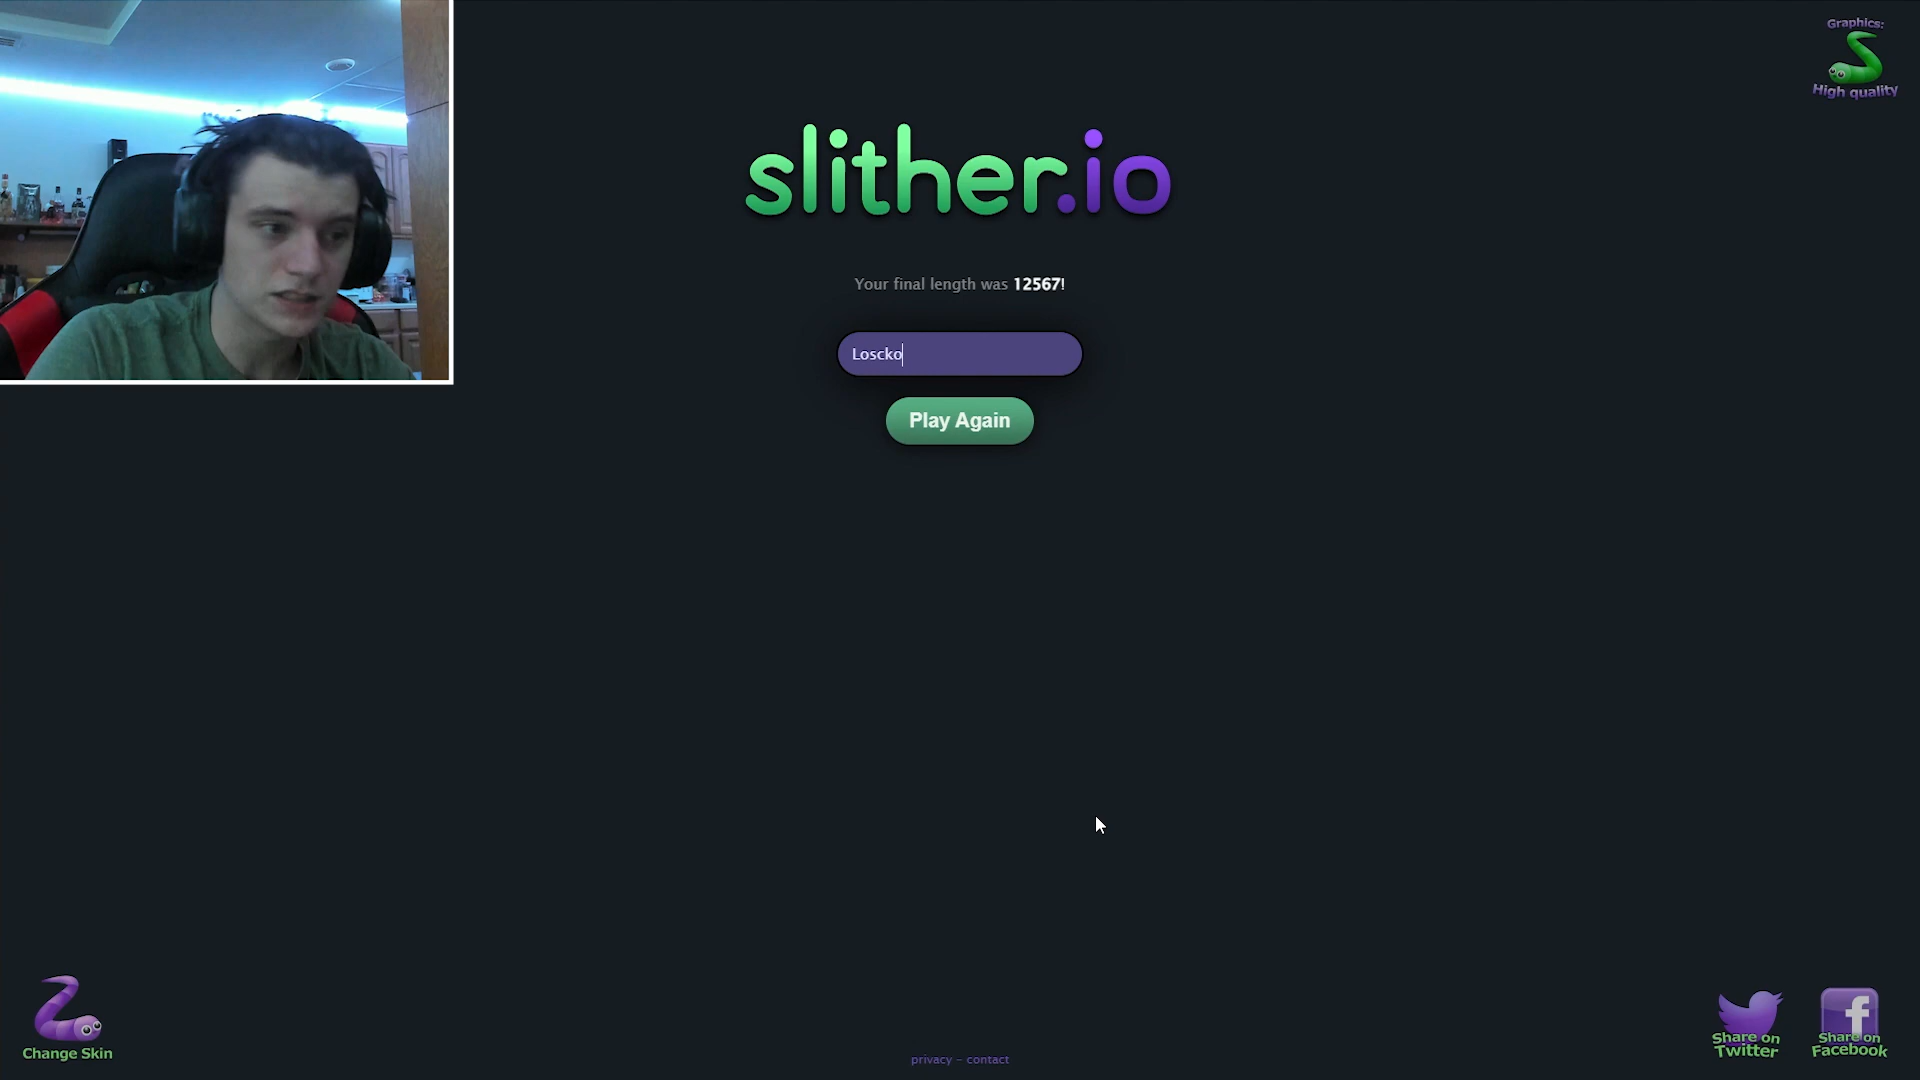 Graphics:
High quality
slither.io
Your final length was 12567!
Loscko
Play Again
Change Skin
privacy - contact
Share on
Twitter
Share on
Facebook